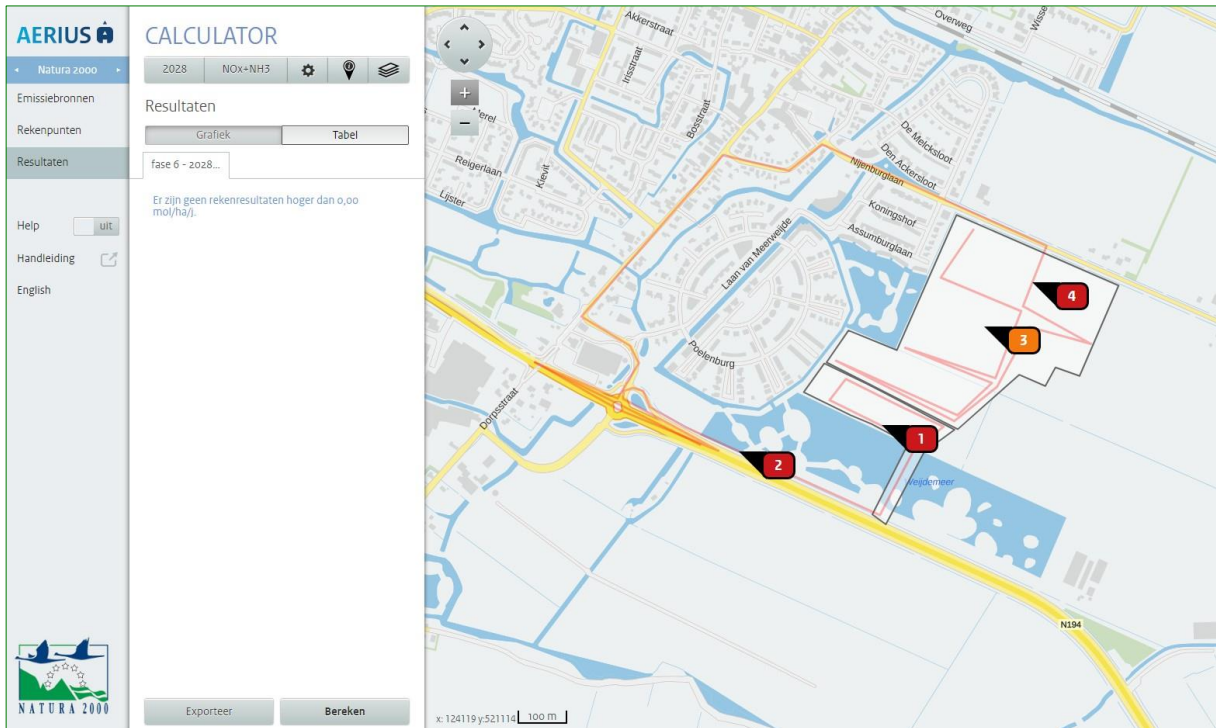 AERIUS
CALCULATOR
Natura 2000
2028 NOx+NH3
Emissiebronnen
Rekenpunten
Resultaten
Resultaten
Grafiek Tabel
fase 6 - 2028...
Er zijn geen rekenresultaten hoger dan 0,00
mol/ha/j.
Help uit
Handleiding
English
NATURA 2000
Exporteer Bereken
Akkerstraat
Overweg
Irisstraat
Bosstraat
Merel
Reigerlaan
Kievit
Lijster
De Melcksloot
Den Ackersloot
Nijenburglaan
Koningshof
Assumburglaan
Laan van Meerweijde
Poelenburg
Dorpsstraat
4
3
1
2
Weijdemeer
N194
x: 124119 y:521114 100 m